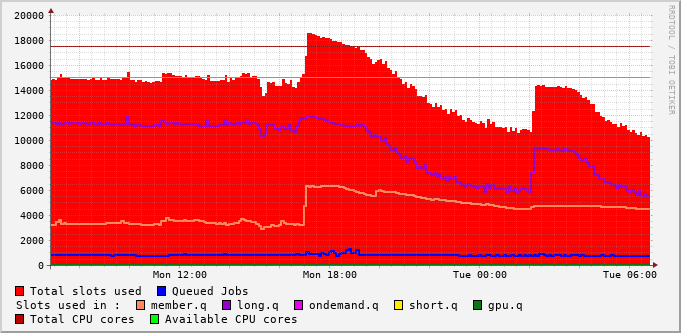 20000
18000
16000
14000
12000
10000
8000
6000
4000
2000
0
Mon 12:00 Mon 18:00 Tue 00:00 Tue 06:00
RRDTOOL / TOBI OETIKER
Total slots used Queued Jobs
Slots used in : member.q long.q ondemand.q short.q gpu.q
Total CPU cores Available CPU cores